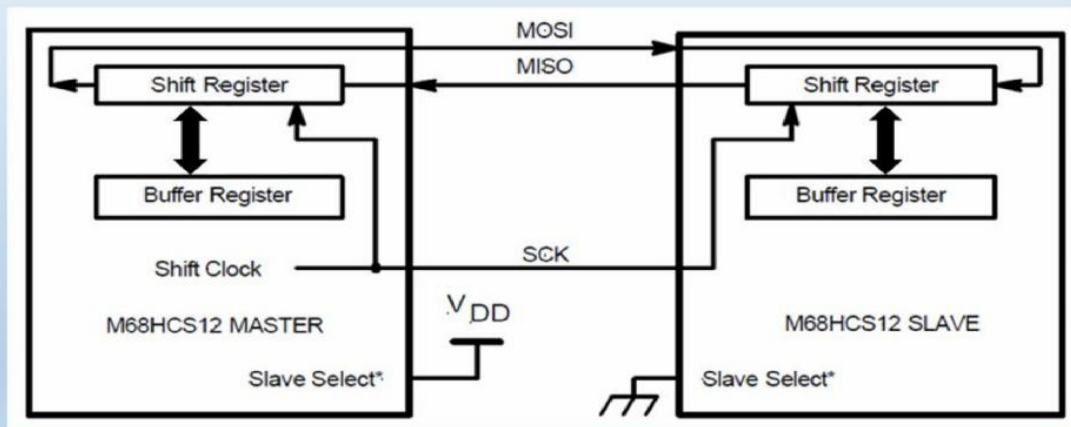 MOSI
MISO
Shift Register
Shift Register
Buffer Register
Buffer Register
SCK
Shift Clock
VDD
M68HCS12 MASTER
M68HCS12 SLAVE
Slave Select*
Slave Select*